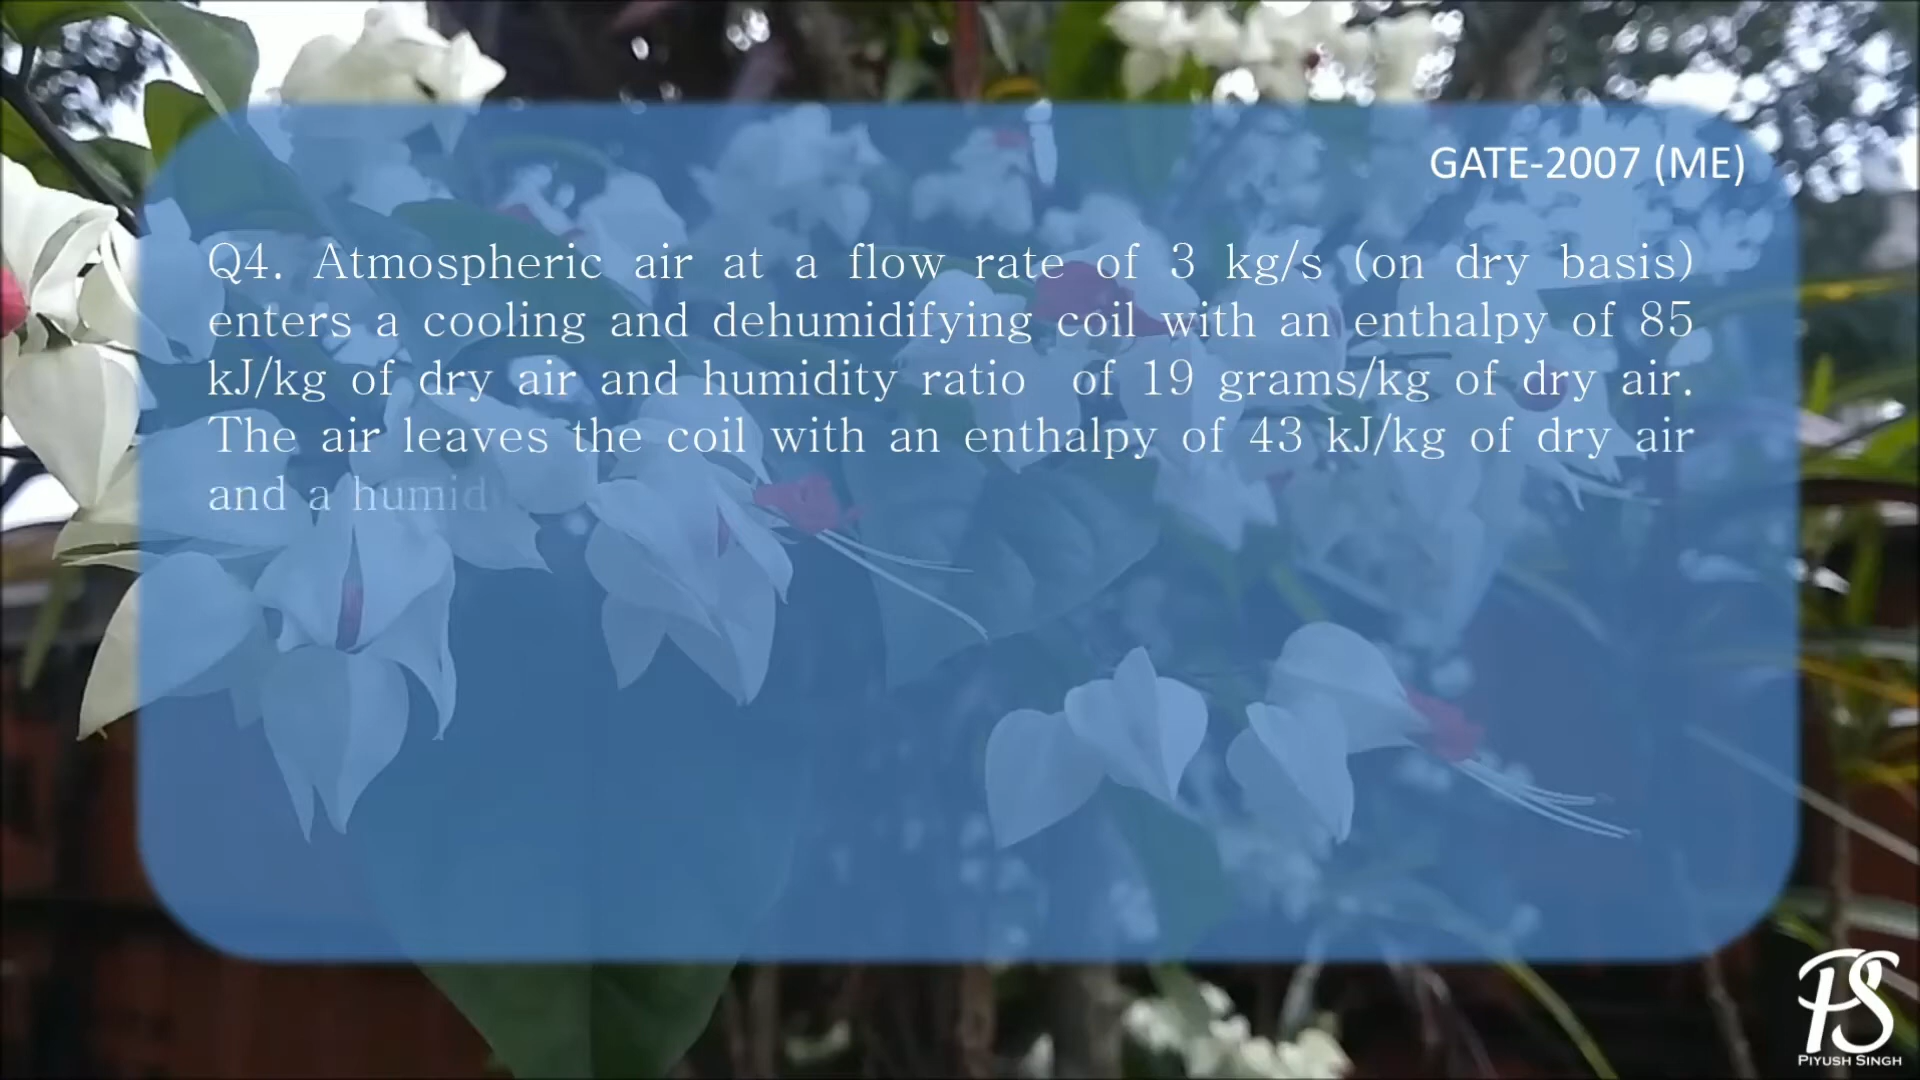 GATE-2007 (ME)
Q4. Atmospheric air at a flow rate of 3 kg/s (on dry basis)
enters a cooling and dehumidifying coil with an enthalpy of 85
kJ/kg of dry air and humidity ratio of 19 grams/kg of dry air.
The air leaves the coil with an enthalpy of 43 kJ/kg of dry air
and a humid
PS
PIYUSH SINGH